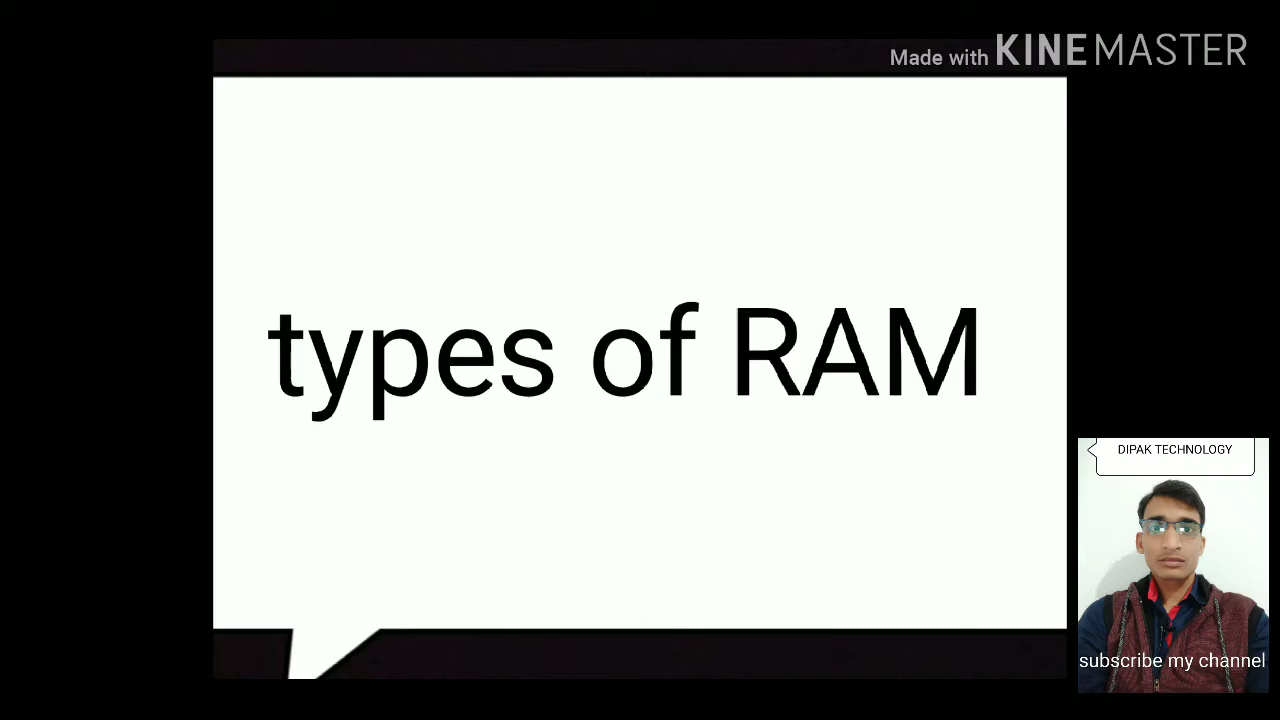 Made with KINEMASTER
types of RAM
DIPAK TECHNOLOGY
subscribe my channel